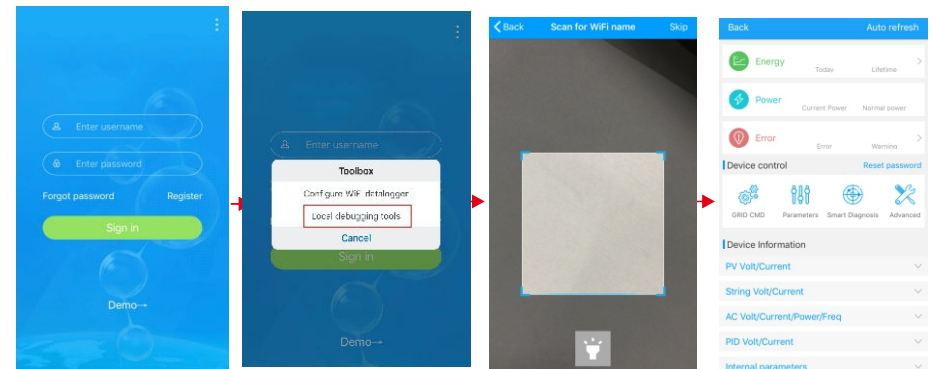 Enter username
Enter password
Forgot password Register
Sign in
Demo→
Enter username
Toolbox
Configure WiFi datalogger
Local debugging tools
Cancel
Sign in
Demo→
Back Scan for WiFi name Skip
Back Auto refresh
Energy
Today Lifetime
Power
Current Power Normal power
Error
Error Warning
Device control Reset password
GRID CMD Parameters Smart Diagnosis Advanced
Device Information
PV Volt/Current
String Volt/Current
AC Volt/Current/Power/Freq
PID Volt/Current
Internal parameters